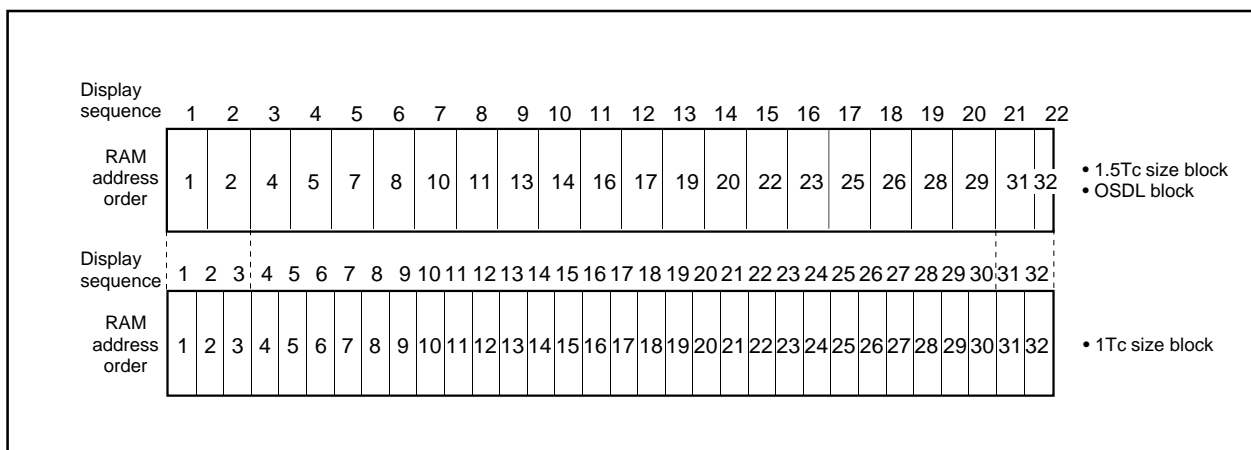 Display
sequence
1 2 3 4 5 6 7 8 9 10 11 12 13 14 15 16 17 18 19 20 21 22
RAM
address
order
1 2 4 5 7 8 10 11 13 14 16 17 19 20 22 23 25 26 28 29 31 32
• 1.5Tc size block
• OSDL block
Display
sequence
1 2 3 4 5 6 7 8 9 10 11 12 13 14 15 16 17 18 19 20 21 22 23 24 25 26 27 28 29 30 31 32
RAM
address
order
1 2 3 4 5 6 7 8 9 10 11 12 13 14 15 16 17 18 19 20 21 22 23 24 25 26 27 28 29 30 31 32
• 1Tc size block